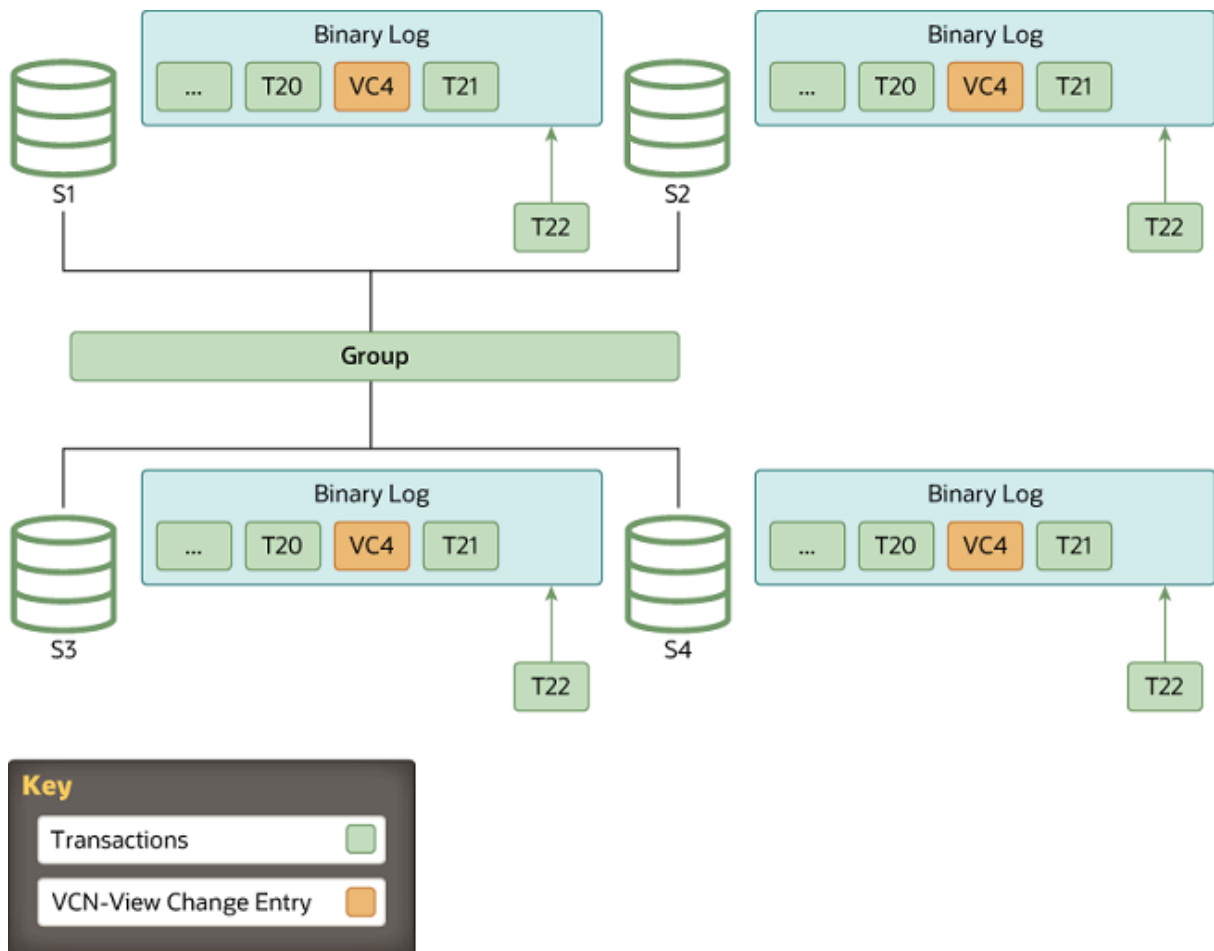 Binary Log
... T20 VC4 T21
S1
T22
Binary Log
... T20 VC4 T21
S2
T22
Group
Binary Log
... T20 VC4 T21
S3
T22
Binary Log
... T20 VC4 T21
S4
T22
Key
Transactions
VCN-View Change Entry